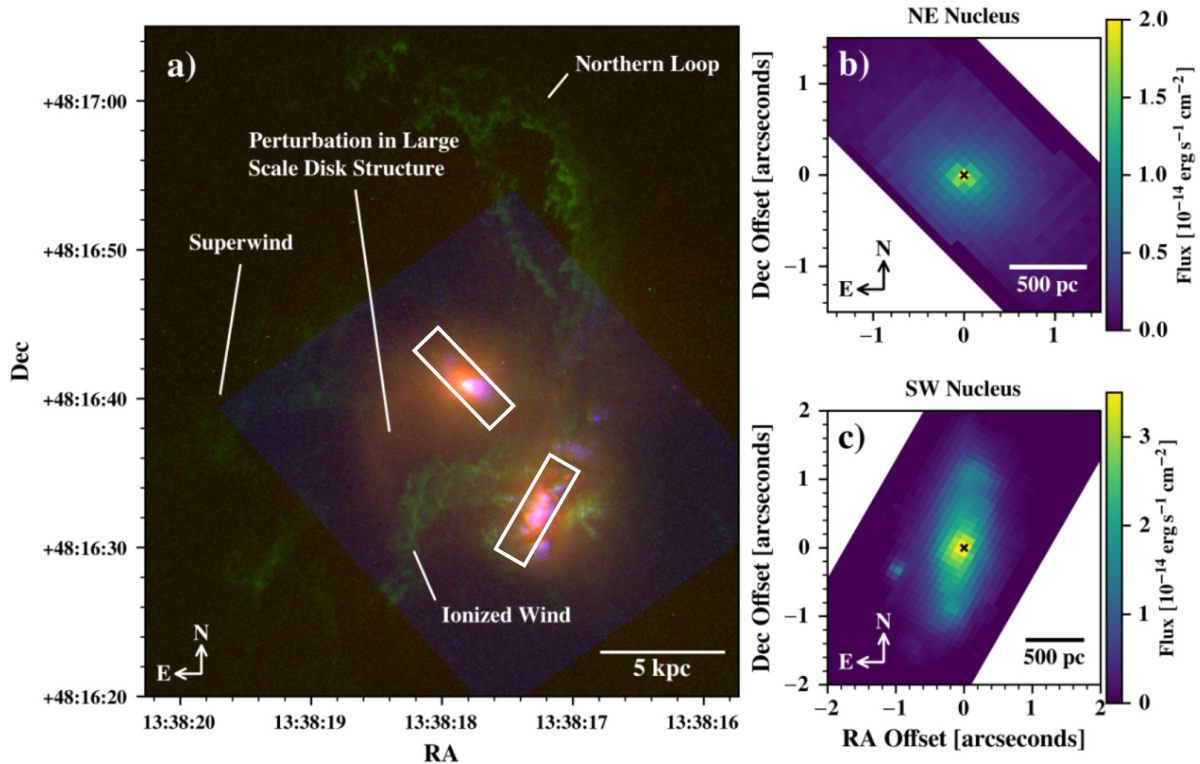 a)
Northern Loop
Perturbation in Large
Scale Disk Structure
Superwind
Ionized Wind
N
E
5 kpc
+48:17:00
+48:16:50
+48:16:40
+48:16:30
+48:16:20
Dec
13:38:20
13:38:19
13:38:18
13:38:17
13:38:16
RA
NE Nucleus
b)
1
0
−1
Dec Offset [arcseconds]
N
E
500 pc
−1
0
1
2.0
1.5
1.0
0.5
0.0
Flux [10⁻¹⁴ erg s⁻¹ cm⁻²]
SW Nucleus
c)
2
1
0
−1
−2
Dec Offset [arcseconds]
N
E
500 pc
−2
−1
0
1
2
RA Offset [arcseconds]
3
2
1
0
Flux [10⁻¹⁴ erg s⁻¹ cm⁻²]